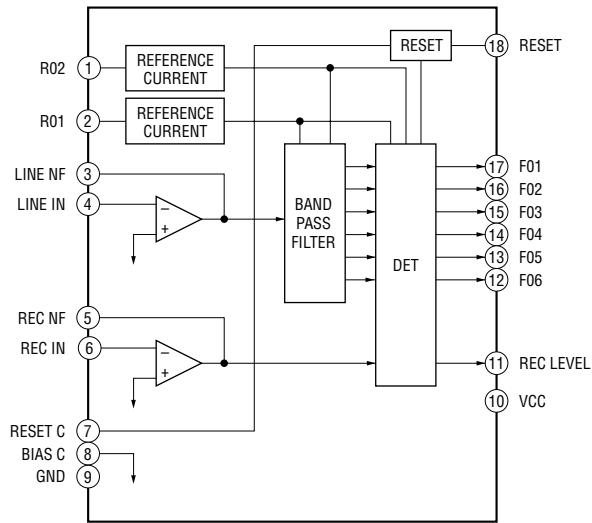 RESET
18 RESET
R02 1 REFERENCE
CURRENT
R01 2 REFERENCE
CURRENT
LINE NF 3
LINE IN 4
−
+
BAND
PASS
FILTER
DET
17 F01
16 F02
15 F03
14 F04
13 F05
12 F06
REC NF 5
REC IN 6
−
+
11 REC LEVEL
10 VCC
RESET C 7
BIAS C 8
GND 9